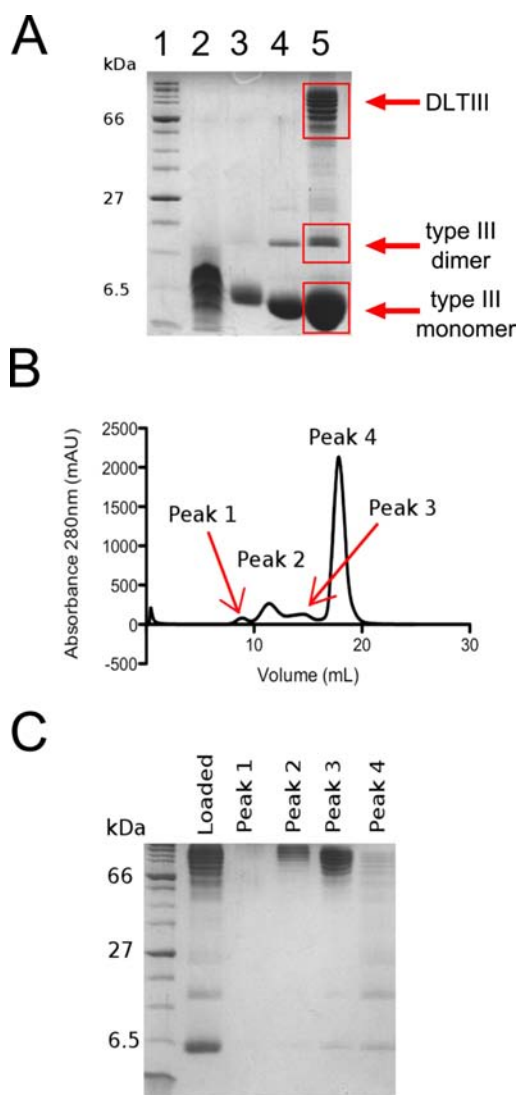 A
1 2 3 4 5
kDa
66
27
6.5
DLTIII
type III
dimer
type III
monomer
B
Absorbance 280nm (mAU)
2500
2000
1500
1000
500
0
-500
10
20
30
Volume (mL)
Peak 1
Peak 2
Peak 3
Peak 4
C
kDa
Loaded
Peak 1
Peak 2
Peak 3
Peak 4
66
27
6.5